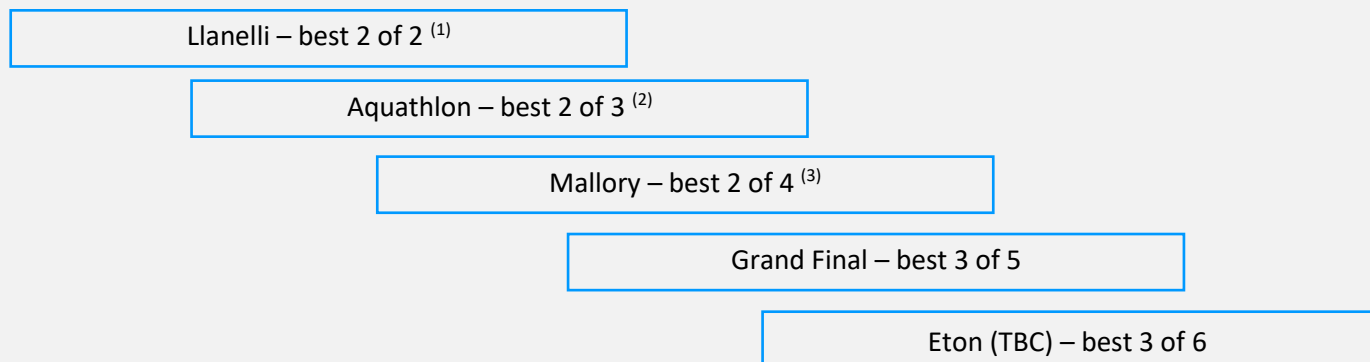 Llanelli – best 2 of 2 (1)
Aquathlon – best 2 of 3 (2)
Mallory – best 2 of 4 (3)
Grand Final – best 3 of 5
Eton (TBC) – best 3 of 6